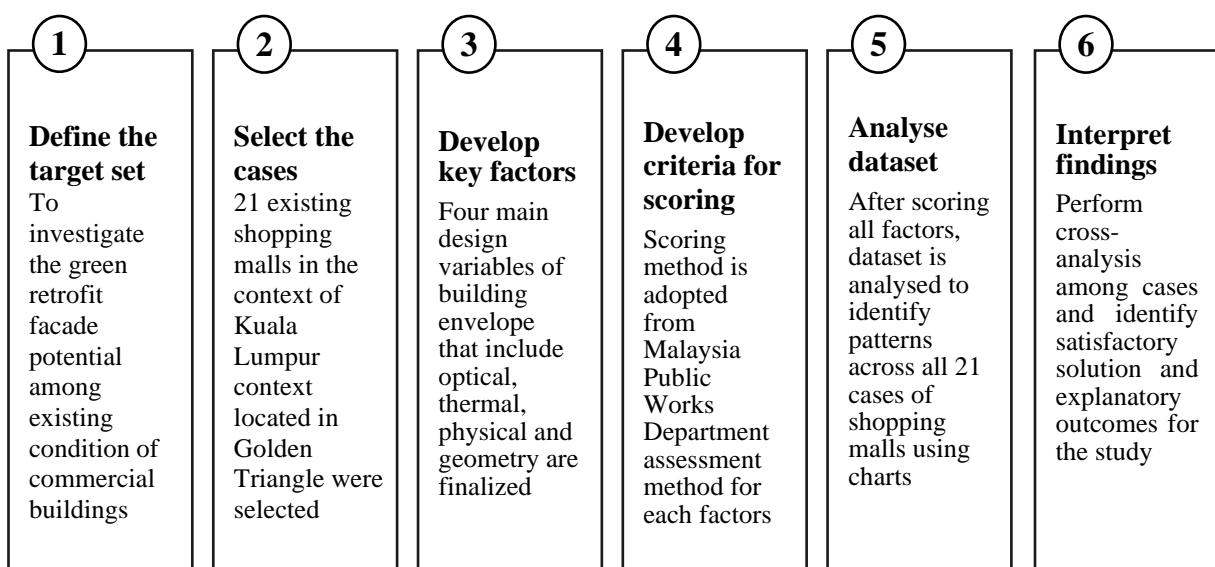 1
Define the
target set
To
investigate
the green
retrofit
facade
potential
among
existing
condition of
commercial
buildings
2
Select the
cases
21 existing
shopping
malls in the
context of
Kuala
Lumpur
context
located in
Golden
Triangle were
selected
3
Develop
key factors
Four main
design
variables of
building
envelope
that include
optical,
thermal,
physical and
geometry are
finalized
4
Develop
criteria for
scoring
Scoring
method is
adopted
from
Malaysia
Public
Works
Department
assessment
method for
each factors
5
Analyse
dataset
After scoring
all factors,
dataset is
analysed to
identify
patterns
across all 21
cases of
shopping
malls using
charts
6
Interpret
findings
Perform
cross-
analysis
among cases
and identify
satisfactory
solution and
explanatory
outcomes for
the study